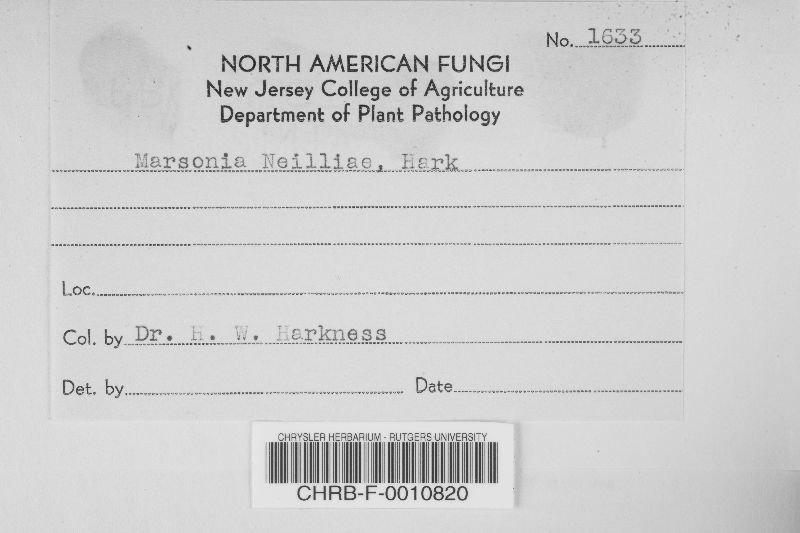 No. 1633
NORTH AMERICAN FUNGI
New Jersey College of Agriculture
Department of Plant Pathology
Marsonia Neilliae, Hark
Loc.
Col. by Dr. H. W. Harkness
Det. by
Date
CHRYSLER HERBARIUM - RUTGERS UNIVERSITY
CHRB-F-0010820